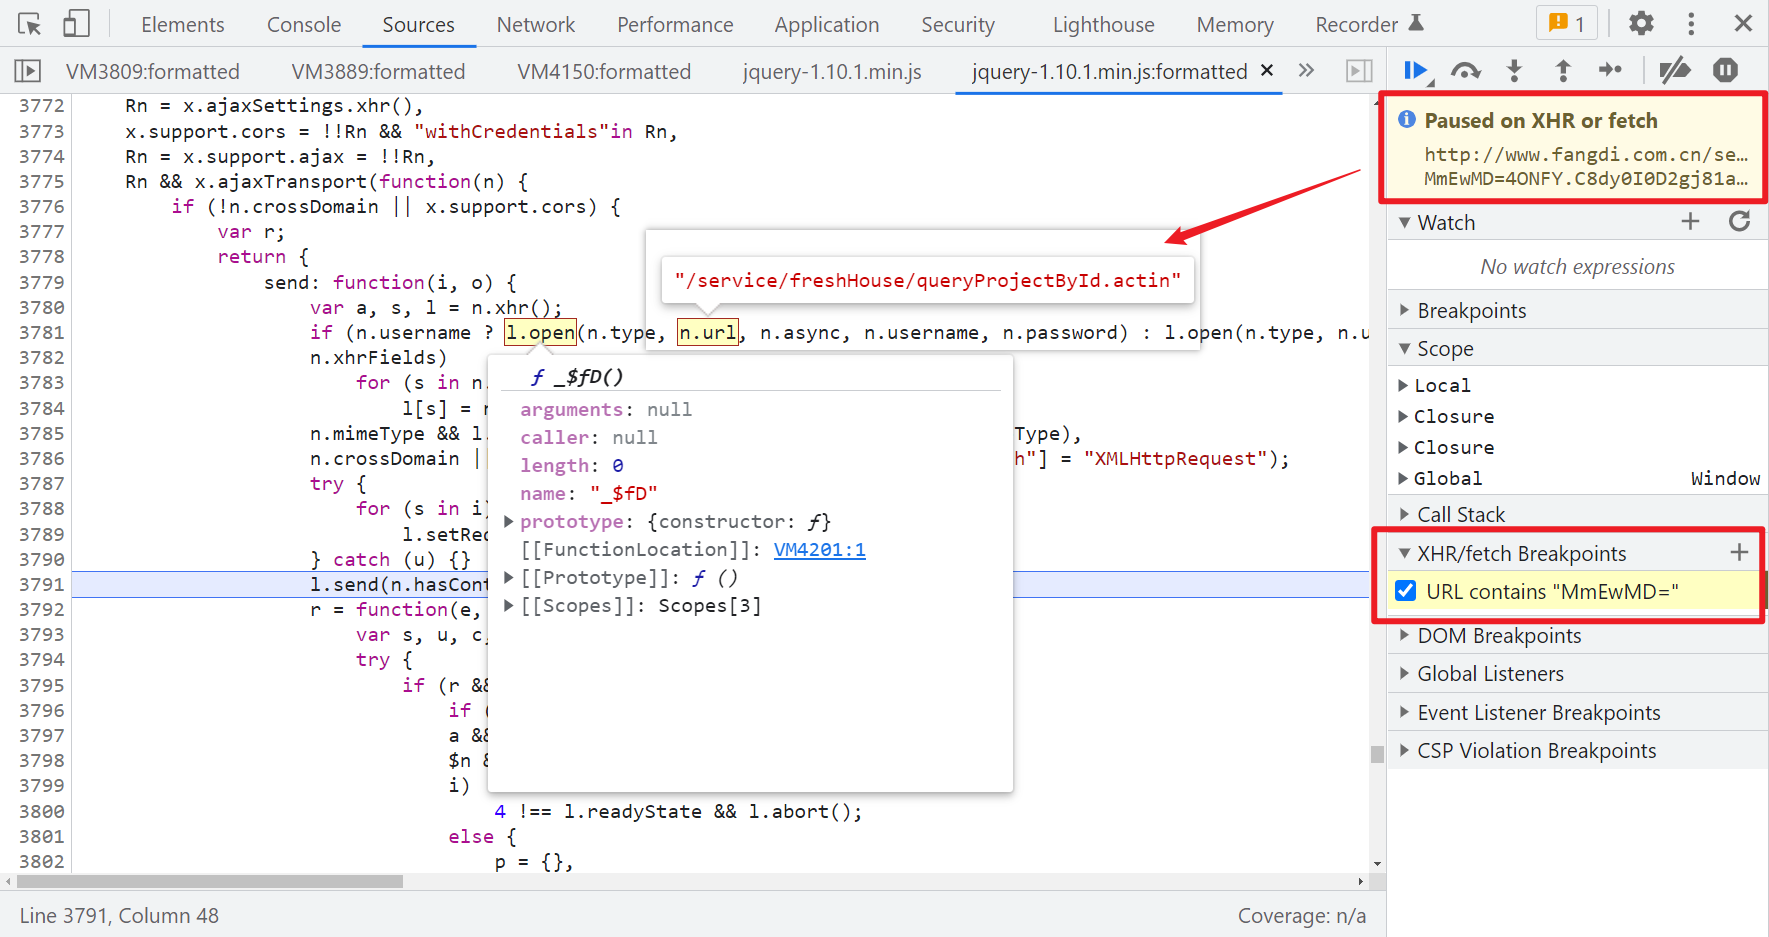 Elements Console Sources Network Performance Memory Application Security Lighthouse Recorder 1
VM3809:formatted VM3889:formatted VM4150:formatted jquery-1.10.1.min.js jquery-1.10.1.min.js:formatted × »
3772 Rn = x.ajaxSettings.xhr(),
3773 x.support.cors = !!Rn && "withCredentials"in Rn,
3774 Rn = x.support.ajax = !!Rn,
3775 Rn && x.ajaxTransport(function(n) {
3776 if (!n.crossDomain || x.support.cors) {
3777 var r;
3778 return {
3779 send: function(i, o) {
3780 var a, s, l = n.xhr();
3781 if (n.username ? l.open(n.type, n.url, n.async, n.username, n.password) : l.open(n.type, n.u
3782 n.xhrFields)
3783 for (s in n.
3784 l[s] = n
3785 n.mimeType && l. Type),
3786 n.crossDomain | h"] = "XMLHttpRequest");
3787 try {
3788 for (s in i)
3789 l.setRec
3790 } catch (u) {}
3791 l.send(n.hasCont
3792 r = function(e,
3793 var s, u, c,
3794 try {
3795 if (r &&
3796 if (
3797 a &&
3798 $n &
3799 i)
3800 4 !== l.readyState && l.abort();
3801 else {
3802 p = {},
"/service/freshHouse/queryProjectById.actin"
ƒ _$fD()
arguments: null
caller: null
length: 0
name: "_$fD"
prototype: {constructor: ƒ}
[[FunctionLocation]]: VM4201:1
[[Prototype]]: ƒ ()
[[Scopes]]: Scopes[3]
Paused on XHR or fetch
http://www.fangdi.com.cn/se…
MmEwMD=4ONFY.C8dy0I0D2gj81a…
Watch
No watch expressions
Breakpoints
Scope
Local
Closure
Closure
Global Window
Call Stack
XHR/fetch Breakpoints
URL contains "MmEwMD="
DOM Breakpoints
Global Listeners
Event Listener Breakpoints
CSP Violation Breakpoints
Line 3791, Column 48 Coverage: n/a